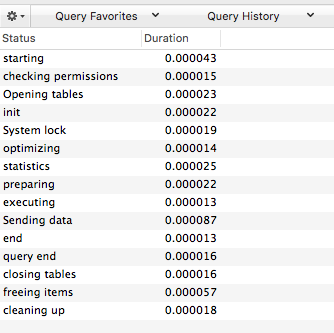 Query Favorites Query History
Status Duration
starting 0.000043
checking permissions 0.000015
Opening tables 0.000023
init 0.000022
System lock 0.000019
optimizing 0.000014
statistics 0.000025
preparing 0.000022
executing 0.000013
Sending data 0.000087
end 0.000013
query end 0.000016
closing tables 0.000016
freeing items 0.000057
cleaning up 0.000018